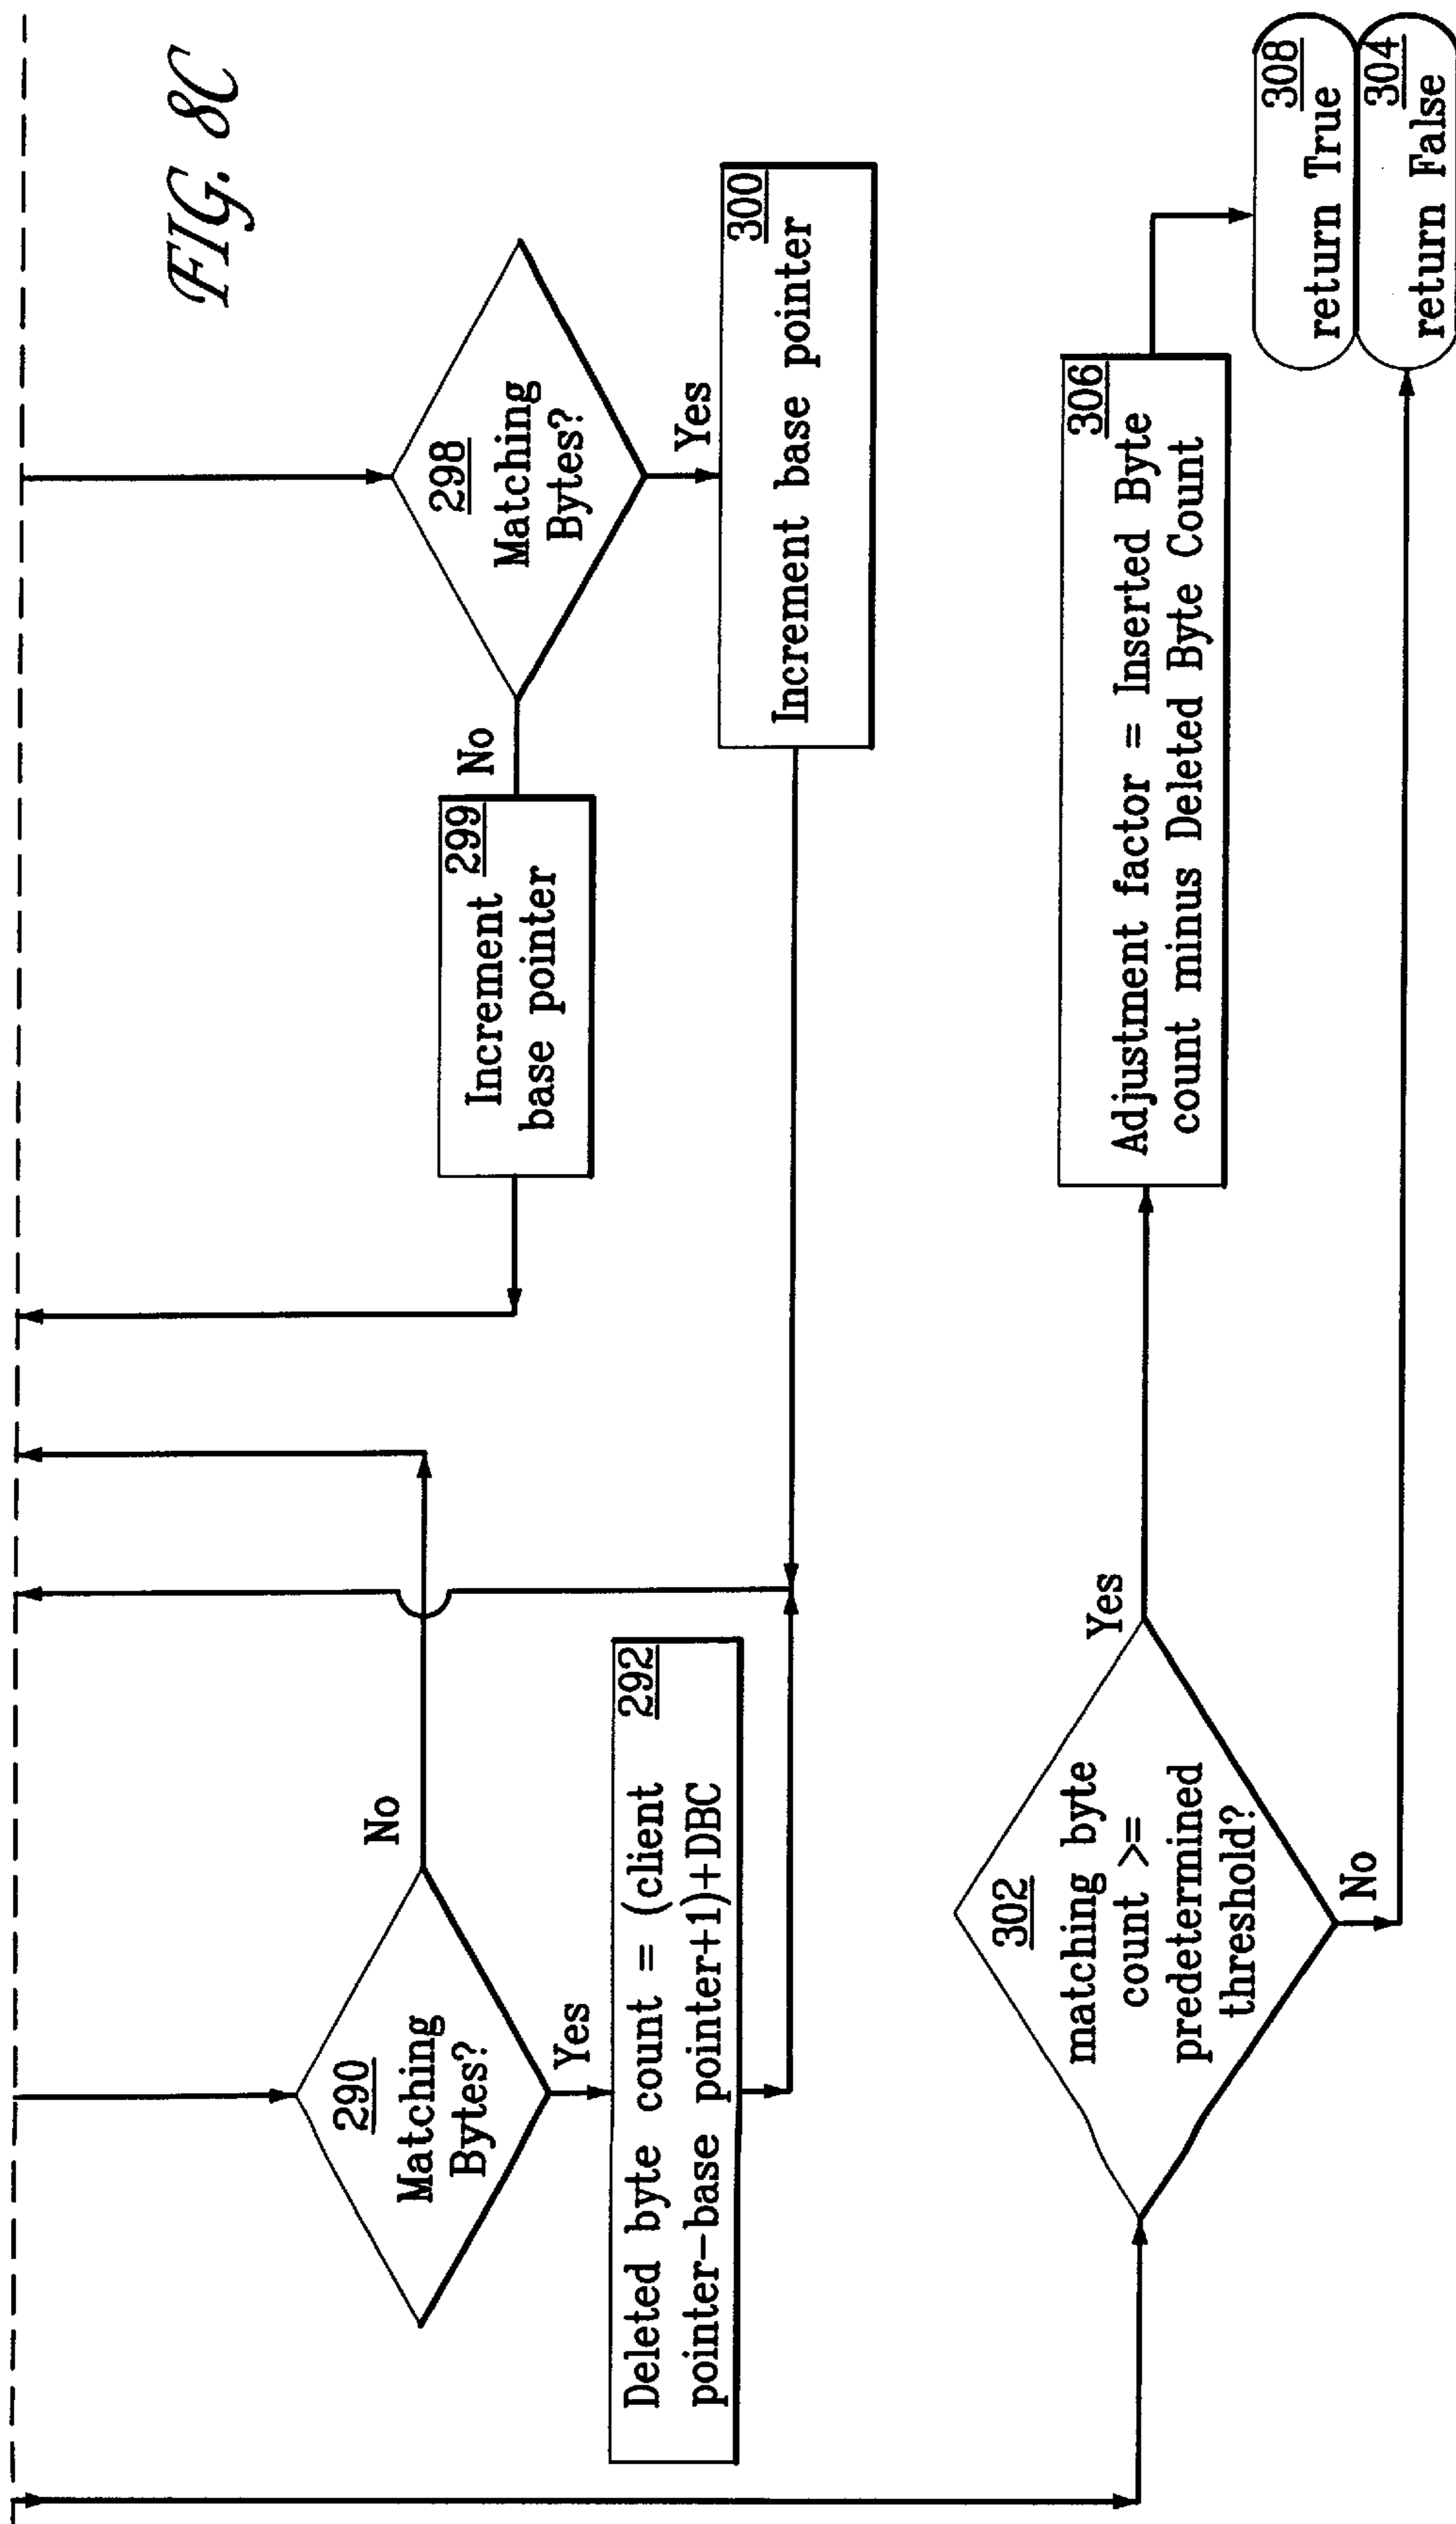 FIG. 8C
290
Matching
Bytes?
No
Yes
292
Deleted byte count = (client
pointer-base pointer+1)+DBC
298
Matching
Bytes?
No
Yes
299
Increment
base pointer
300
Increment base pointer
302
matching byte
count >=
predetermined
threshold?
Yes
No
306
Adjustment factor = Inserted Byte
count minus Deleted Byte Count
308
return True
304
return False